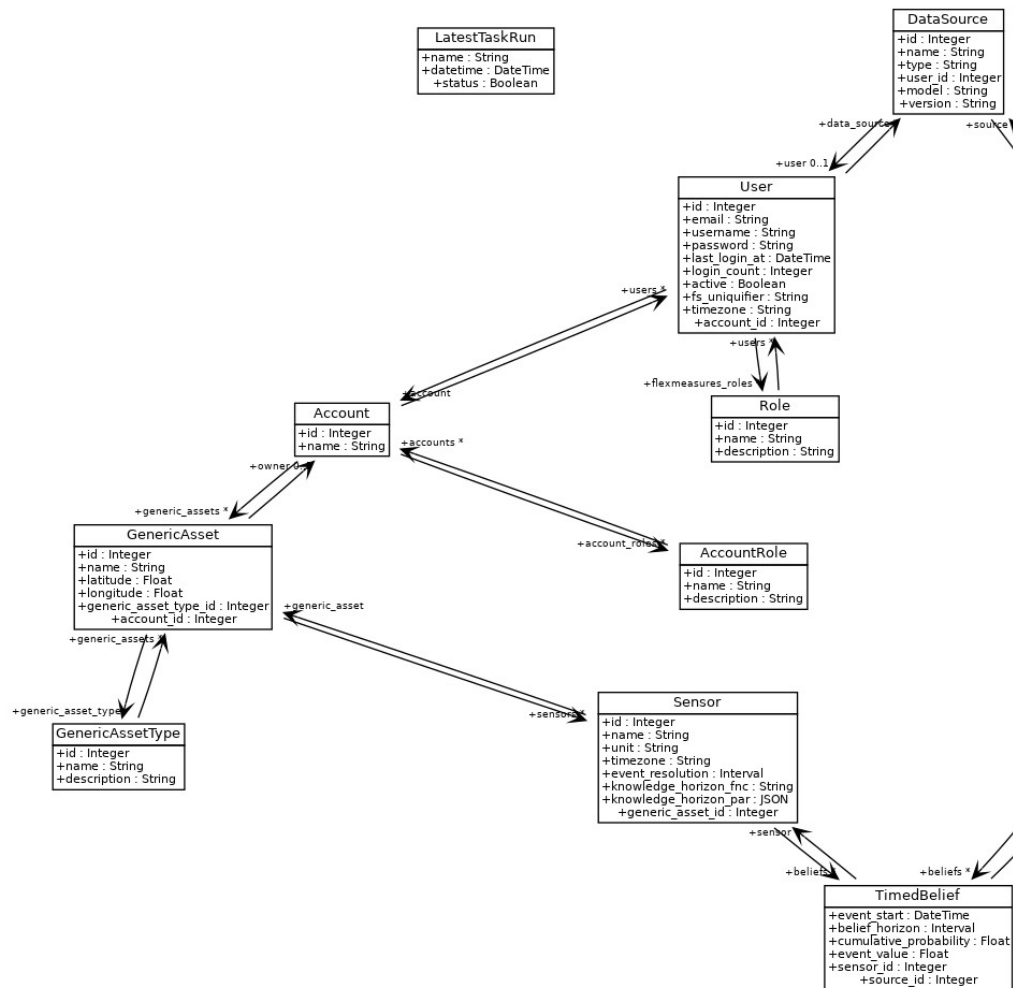 LatestTaskRun
+name : String
+datetime : DateTime
+status : Boolean
DataSource
+id : Integer
+name : String
+type : String
+user_id : Integer
+model : String
+version : String
+data_source
+source
+user 0..1
User
+id : Integer
+email : String
+username : String
+password : String
+last_login_at : DateTime
+login_count : Integer
+active : Boolean
+fs_uniquifier : String
+timezone : String
+account_id : Integer
+users *
+account
+users *
+flexmeasures_roles
Role
+id : Integer
+name : String
+description : String
Account
+id : Integer
+name : String
+accounts *
+owner 0..
+generic_assets *
+account_roles *
GenericAsset
+id : Integer
+name : String
+latitude : Float
+longitude : Float
+generic_asset_type_id : Integer
+account_id : Integer
AccountRole
+id : Integer
+name : String
+description : String
+generic_asset
+generic_assets *
+generic_asset_type
+sensors *
GenericAssetType
+id : Integer
+name : String
+description : String
Sensor
+id : Integer
+name : String
+unit : String
+timezone : String
+event_resolution : Interval
+knowledge_horizon_fnc : String
+knowledge_horizon_par : JSON
+generic_asset_id : Integer
+sensor
+beliefs
+beliefs *
TimedBelief
+event_start : DateTime
+belief_horizon : Interval
+cumulative_probability : Float
+event_value : Float
+sensor_id : Integer
+source_id : Integer